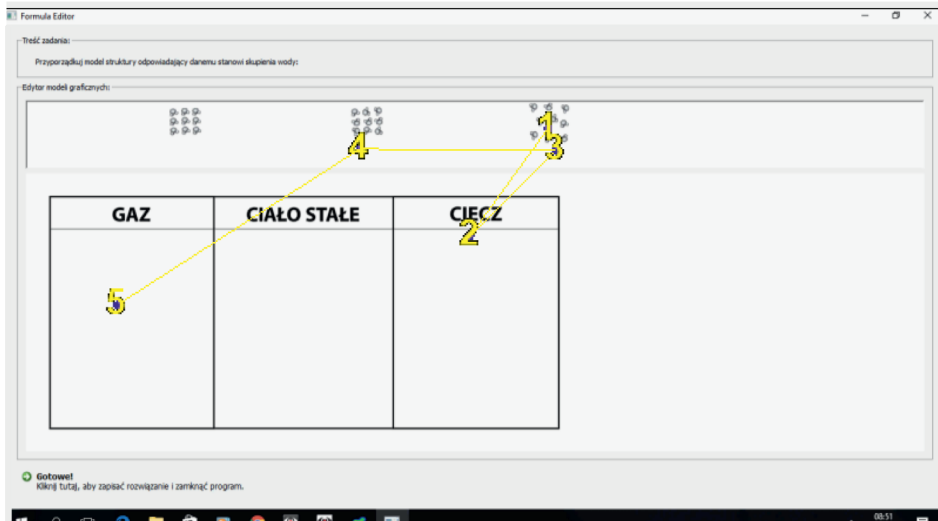 Formula Editor
Treść zadania:
Przyporządkuj model struktury odpowiadający danemu stanowi skupienia wody:
Edytor modeli graficznych:
1
4 3
GAZ CIAŁO STAŁE CIECZ
2
5
Gotowe!
Kliknij tutaj, aby zapisać rozwiązanie i zamknąć program.
08:51